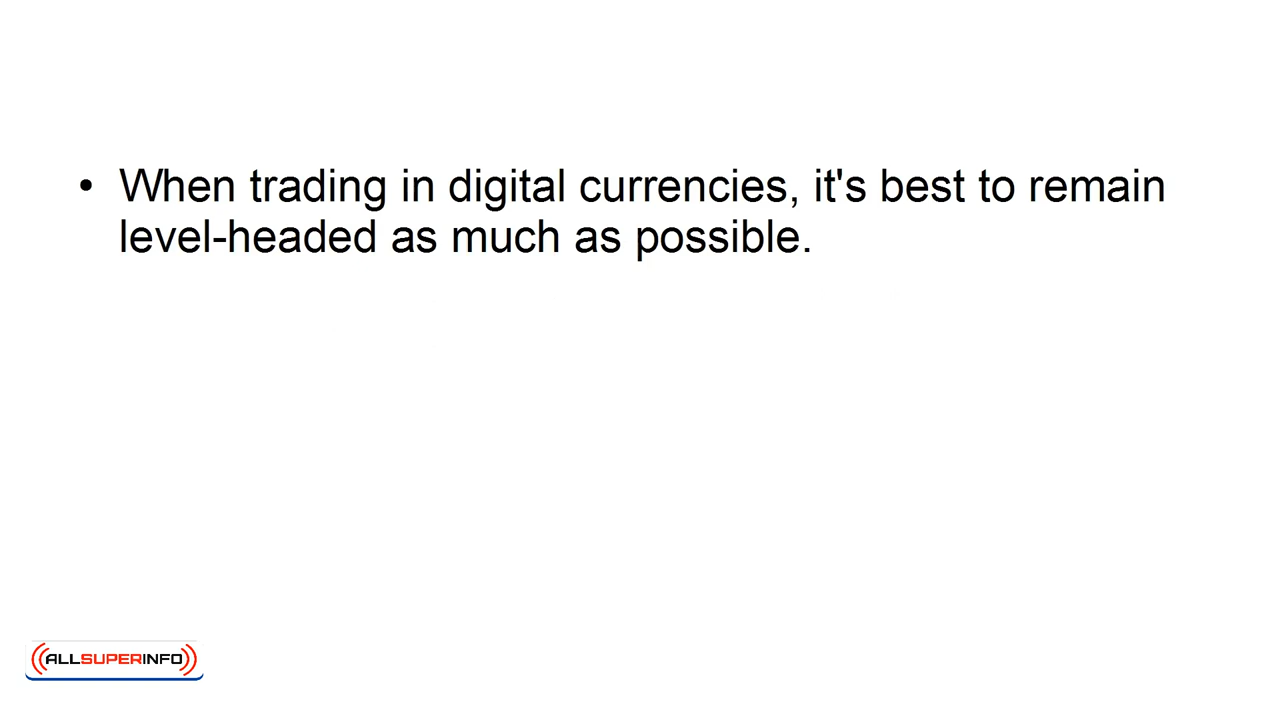 • When trading in digital currencies, it's best to remain
level-headed as much as possible.
ALLSUPERINFO